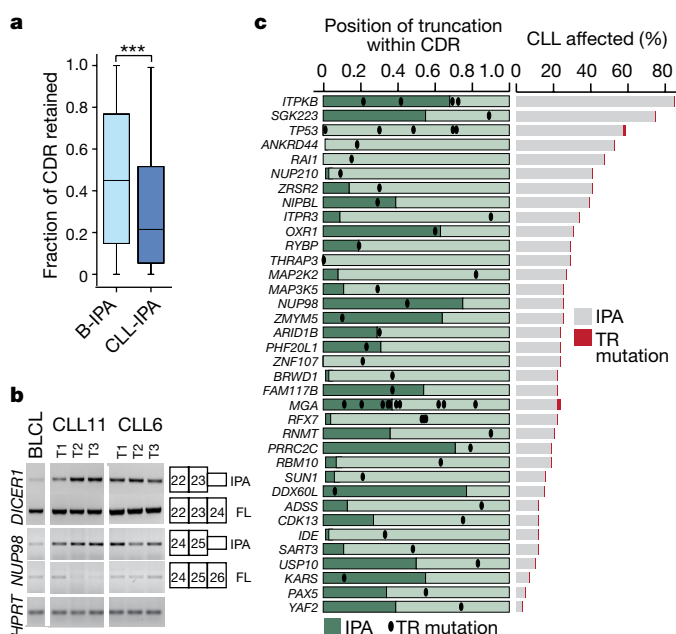 a
***
Fraction of CDR retained
1.0
0.8
0.6
0.4
0.2
0
B-IPA
CLL-IPA
b
BLCL
CLL11
CLL6
T1 T2 T3
T1 T2 T3
DICER1
22 23
IPA
22 23 24
FL
NUP98
24 25
IPA
24 25 26
FL
HPRT
c
Position of truncation
within CDR
CLL affected (%)
0 0.2 0.4 0.6 0.8 1.0
0 20 40 60 80
ITPKB
SGK223
TP53
ANKRD44
RAI1
NUP210
ZRSR2
NIPBL
ITPR3
OXR1
RYBP
THRAP3
MAP2K2
MAP3K5
NUP98
ZMYM5
ARID1B
PHF20L1
ZNF107
BRWD1
FAM117B
MGA
RFX7
RNMT
PRRC2C
RBM10
SUN1
DDX60L
ADSS
CDK13
IDE
SART3
USP10
KARS
PAX5
YAF2
IPA
TR
mutation
IPA
TR mutation